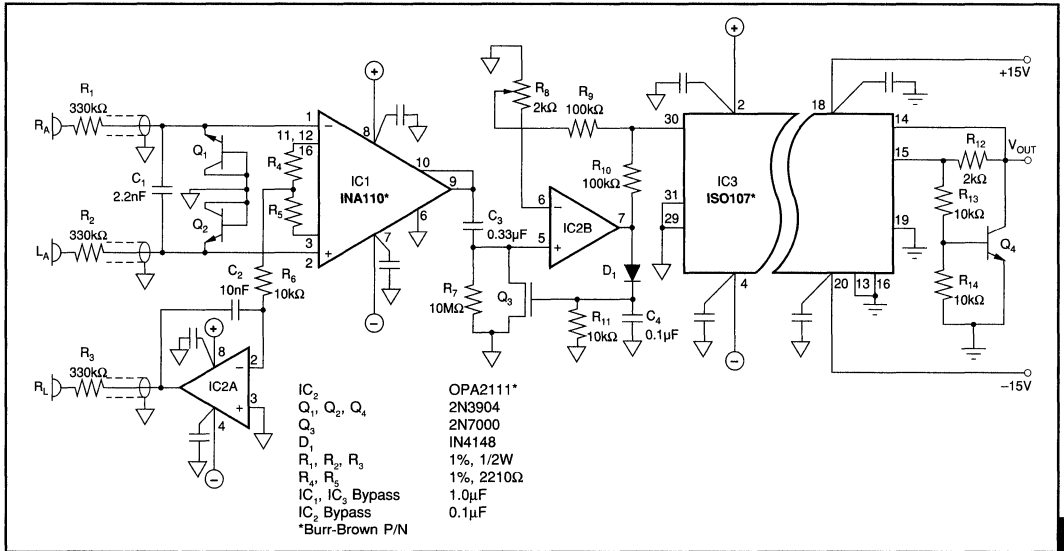 R1
330kΩ
RA
C1
2.2nF
R2
330kΩ
LA
Q1
Q2
1
11, 12
16
R4
R5
3
2
IC1
INA110*
+
8
10
9
6
7
–
C2
10nF
R6
10kΩ
R3
330kΩ
RL
+
8
IC2A
2
–
3
+
4
–
C3
0.33µF
R7
10MΩ
Q3
R8
2kΩ
R9
100kΩ
R10
100kΩ
6
–
5
+
IC2B
7
D1
R11
10kΩ
C4
0.1µF
+
2
30
31
29
4
–
IC3
ISO107*
18
14
15
19
20
13
16
+15V
VOUT
R12
2kΩ
R13
10kΩ
R14
10kΩ
Q4
–15V
IC2 OPA2111*
Q1, Q2, Q4 2N3904
Q3 2N7000
D1 IN4148
R1, R2, R3 1%, 1/2W
R4, R5 1%, 2210Ω
IC1, IC3 Bypass 1.0µF
IC2 Bypass 0.1µF
*Burr-Brown P/N